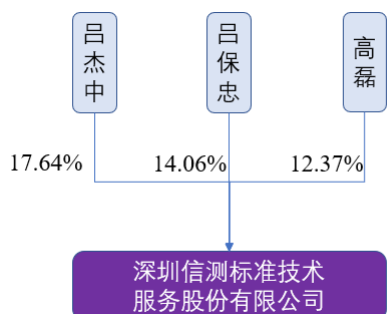 吕杰中
吕保忠
高磊
17.64%
14.06%
12.37%
深圳信测标准技术
服务股份有限公司